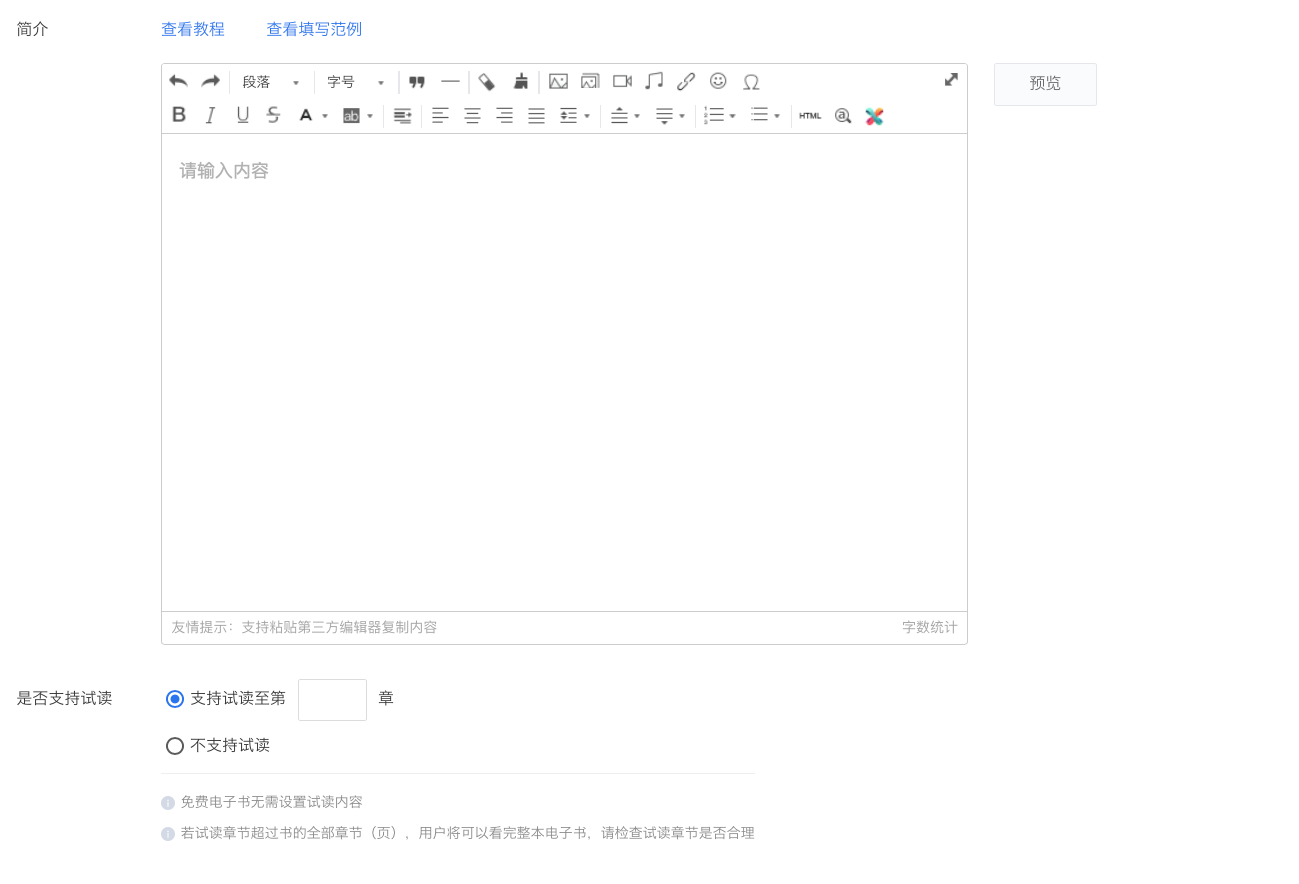 简介 查看教程 查看填写范例
段落 字号
预览
B I U S A ab HTML
请输入内容
友情提示：支持粘贴第三方编辑器复制内容 字数统计
是否支持试读 支持试读至第 章
不支持试读
免费电子书无需设置试读内容
若试读章节超过书的全部章节（页），用户将可以看完整本电子书，请检查试读章节是否合理